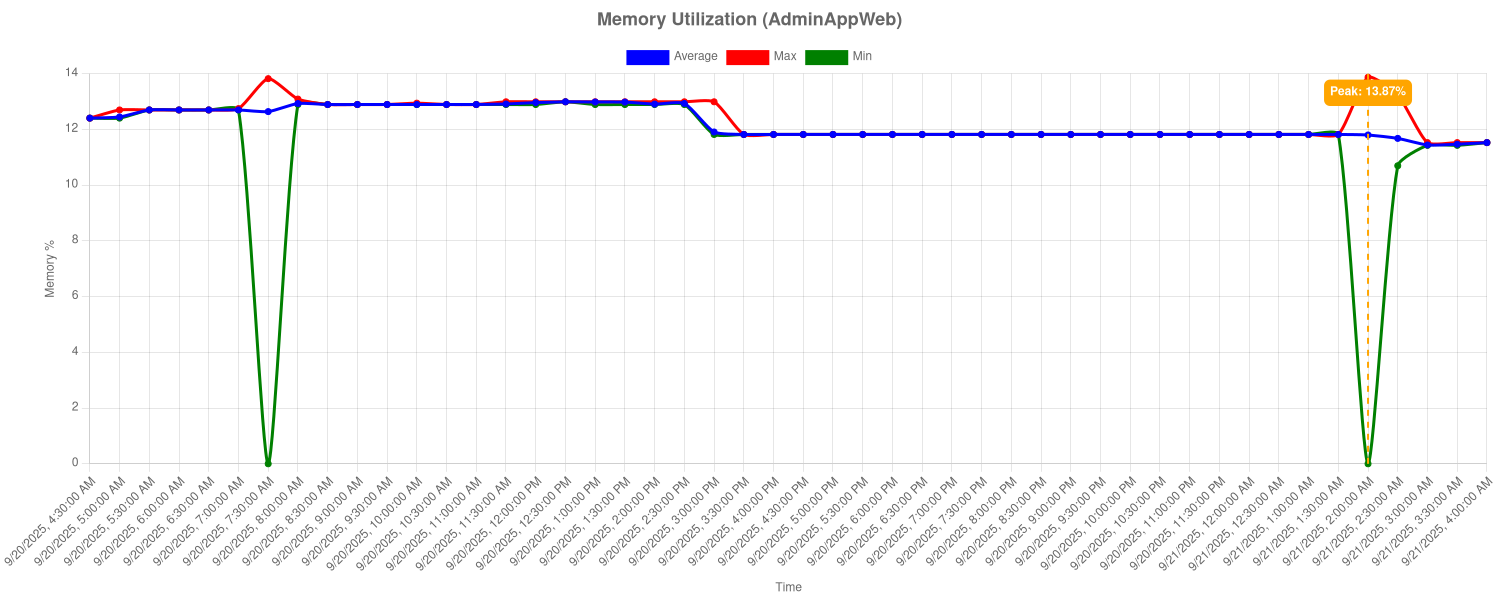 Memory Utilization (AdminAppWeb)
Average Max Min
14
12
10
8
6
4
2
0
Memory %
Peak: 13.87%
9/20/2025, 4:30:00 AM
9/20/2025, 5:00:00 AM
9/20/2025, 5:30:00 AM
9/20/2025, 6:00:00 AM
9/20/2025, 6:30:00 AM
9/20/2025, 7:00:00 AM
9/20/2025, 7:30:00 AM
9/20/2025, 8:00:00 AM
9/20/2025, 8:30:00 AM
9/20/2025, 9:00:00 AM
9/20/2025, 9:30:00 AM
9/20/2025, 10:00:00 AM
9/20/2025, 10:30:00 AM
9/20/2025, 11:00:00 AM
9/20/2025, 11:30:00 AM
9/20/2025, 12:00:00 PM
9/20/2025, 12:30:00 PM
9/20/2025, 1:00:00 PM
9/20/2025, 1:30:00 PM
9/20/2025, 2:00:00 PM
9/20/2025, 2:30:00 PM
9/20/2025, 3:00:00 PM
9/20/2025, 3:30:00 PM
9/20/2025, 4:00:00 PM
9/20/2025, 4:30:00 PM
9/20/2025, 5:00:00 PM
9/20/2025, 5:30:00 PM
9/20/2025, 6:00:00 PM
9/20/2025, 6:30:00 PM
9/20/2025, 7:00:00 PM
9/20/2025, 7:30:00 PM
9/20/2025, 8:00:00 PM
9/20/2025, 8:30:00 PM
9/20/2025, 9:00:00 PM
9/20/2025, 9:30:00 PM
9/20/2025, 10:00:00 PM
9/20/2025, 10:30:00 PM
9/20/2025, 11:00:00 PM
9/20/2025, 11:30:00 PM
9/21/2025, 12:00:00 AM
9/21/2025, 12:30:00 AM
9/21/2025, 1:00:00 AM
9/21/2025, 1:30:00 AM
9/21/2025, 2:00:00 AM
9/21/2025, 2:30:00 AM
9/21/2025, 3:00:00 AM
9/21/2025, 3:30:00 AM
9/21/2025, 4:00:00 AM
Time